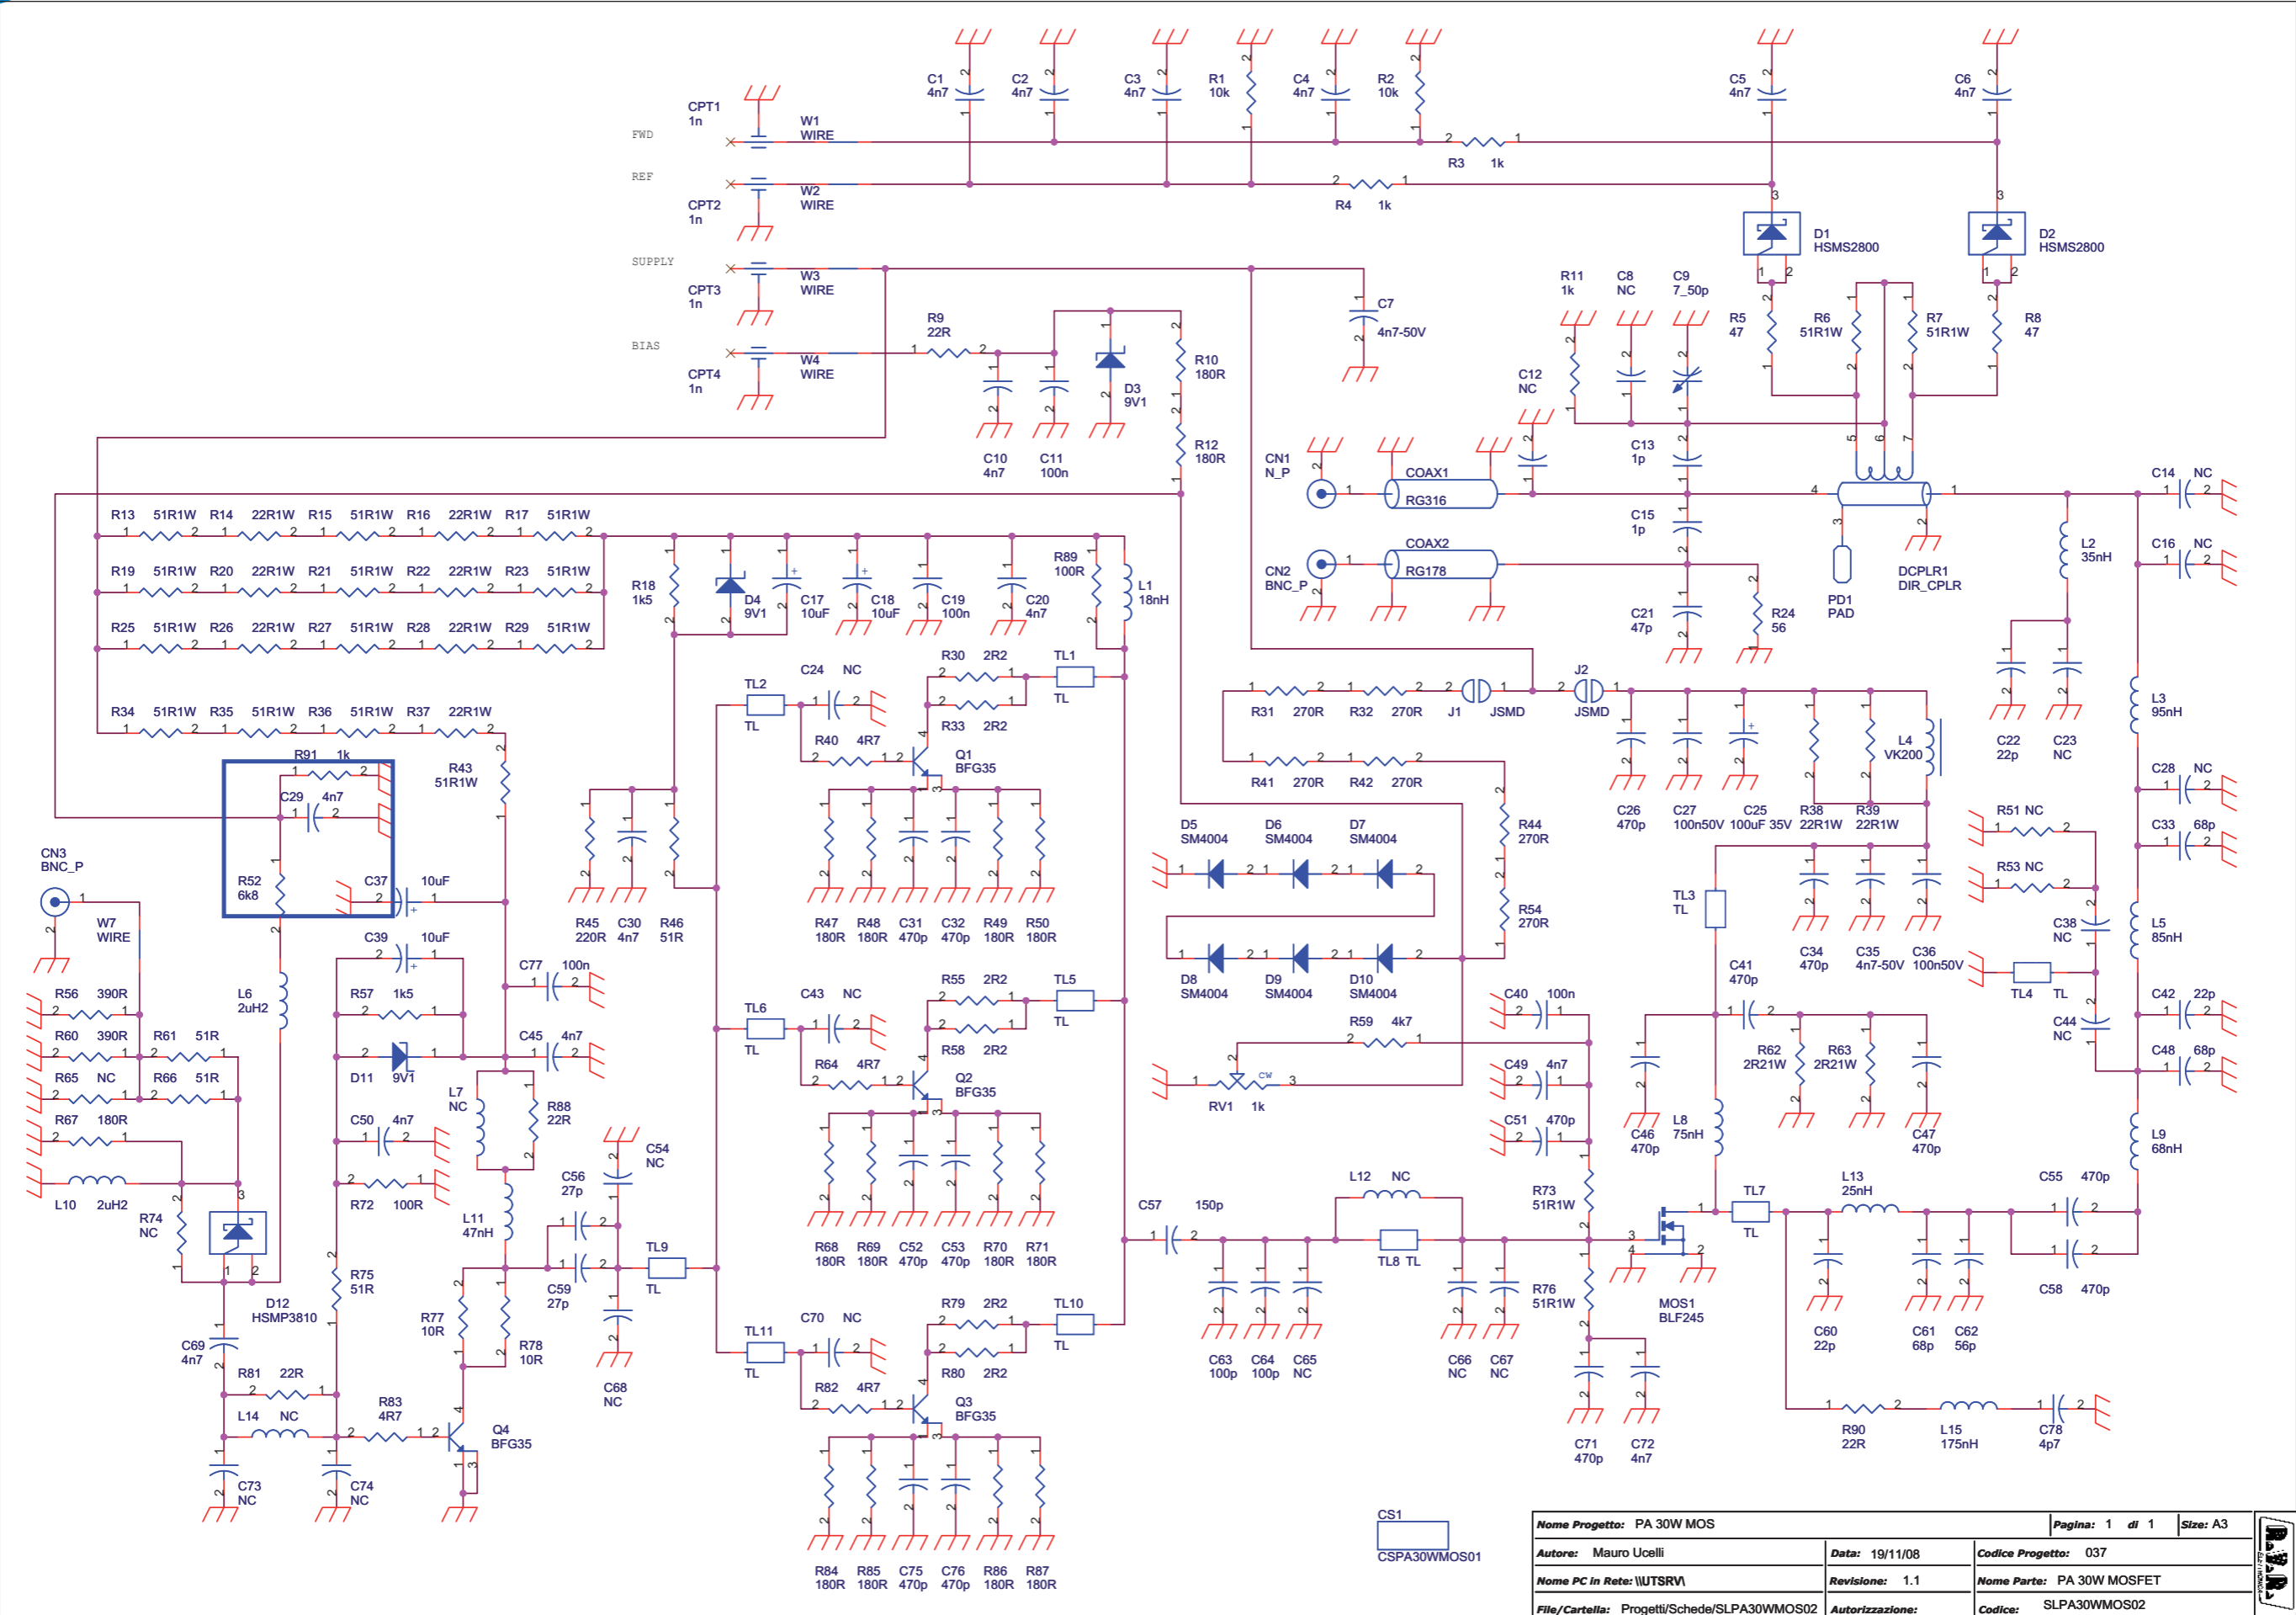 C1
4n7
C2
4n7
C3
4n7
R1
10k
C4
4n7
R2
10k
C5
4n7
C6
4n7
CPT1
1n
FWD
W1
WIRE
R3 1k
REF
CPT2
1n
W2
WIRE
R4 1k
D1
HSMS2800
D2
HSMS2800
SUPPLY
CPT3
1n
W3
WIRE
C7
4n7-50V
R11
1k
C8
NC
C9
7_50p
R5
47
R6
51R1W
R7
51R1W
R8
47
BIAS
CPT4
1n
W4
WIRE
R9
22R
C10
4n7
C11
100n
D3
9V1
R10
180R
R12
180R
C12
NC
CN1
N_P
COAX1
RG316
C13
1p
C15
1p
CN2
BNC_P
COAX2
RG178
C21
47p
R24
56
PD1
PAD
DCPLR1
DIR_CPLR
C14 NC
C16 NC
L2
35nH
C22
22p
C23
NC
L3
95nH
R13 51R1W R14 22R1W R15 51R1W R16 22R1W R17 51R1W
R19 51R1W R20 22R1W R21 51R1W R22 22R1W R23 51R1W
R25 51R1W R26 22R1W R27 51R1W R28 22R1W R29 51R1W
R34 51R1W R35 51R1W R36 51R1W R37 22R1W
R18
1k5
D4
9V1
C17
10uF
C18
10uF
C19
100n
C20
4n7
R89
100R
L1
18nH
R91 1k
C29 4n7
R43
51R1W
R52
6k8
C37 10uF
CN3
BNC_P
W7
WIRE
C39 10uF
R57 1k5
D11 9V1
C77 100n
C45 4n7
L6
2uH2
R56 390R
R60 390R
R61 51R
R65 NC
R66 51R
R67 180R
L10 2uH2
R74
NC
D12
HSMP3810
C50 4n7
R72 100R
R75
51R
L7
NC
R88
22R
L11
47nH
C56
27p
C59
27p
C54
NC
TL9
TL
C68
NC
R77
10R
R78
10R
C69
4n7
R81 22R
L14 NC
R83
4R7
Q4
BFG35
C73
NC
C74
NC
R45
220R
C30
4n7
R46
51R
TL2
TL
C24 NC
R30 2R2
R33 2R2
TL1
TL
R40 4R7
Q1
BFG35
R47
180R
R48
180R
C31
470p
C32
470p
R49
180R
R50
180R
TL6
TL
C43 NC
R55 2R2
R58 2R2
TL5
TL
R64 4R7
Q2
BFG35
R68
180R
R69
180R
C52
470p
C53
470p
R70
180R
R71
180R
TL11
TL
C70 NC
R79 2R2
R80 2R2
TL10
TL
R82 4R7
Q3
BFG35
R84
180R
R85
180R
C75
470p
C76
470p
R86
180R
R87
180R
R31 270R R32 270R
J1 JSMD
J2
JSMD
R41 270R R42 270R
R44
270R
R54
270R
D5
SM4004
D6
SM4004
D7
SM4004
D8
SM4004
D9
SM4004
D10
SM4004
C26
470p
C27
100n50V
C25
100uF 35V
R38
22R1W
R39
22R1W
L4
VK200
TL3
TL
C34
470p
C35
4n7-50V
C36
100n50V
R51 NC
R53 NC
C38
NC
TL4 TL
C44
NC
C28 NC
C33 68p
L5
85nH
C42 22p
C48 68p
L9
68nH
C40 100n
R59 4k7
C49 4n7
RV1 1k
CW
C51 470p
C41
470p
C46
470p
L8
75nH
R62
2R21W
R63
2R21W
C47
470p
C57 150p
L12 NC
TL8 TL
C63
100p
C64
100p
C65
NC
C66
NC
C67
NC
R73
51R1W
R76
51R1W
C71
470p
C72
4n7
MOS1
BLF245
TL7
TL
L13
25nH
C55 470p
C58 470p
C60
22p
C61
68p
C62
56p
R90
22R
L15
175nH
C78
4p7
CS1
CSPA30WMOS01
Nome Progetto: PA 30W MOS
Pagina: 1 di 1
Size: A3
Autore: Mauro Ucelli
Data: 19/11/08
Codice Progetto: 037
Nome PC in Rete: \\UTSRV\
Revisione: 1.1
Nome Parte: PA 30W MOSFET
File/Cartella: Progetti/Schede/SLPA30WMOS02
Autorizzazione:
Codice: SLPA30WMOS02